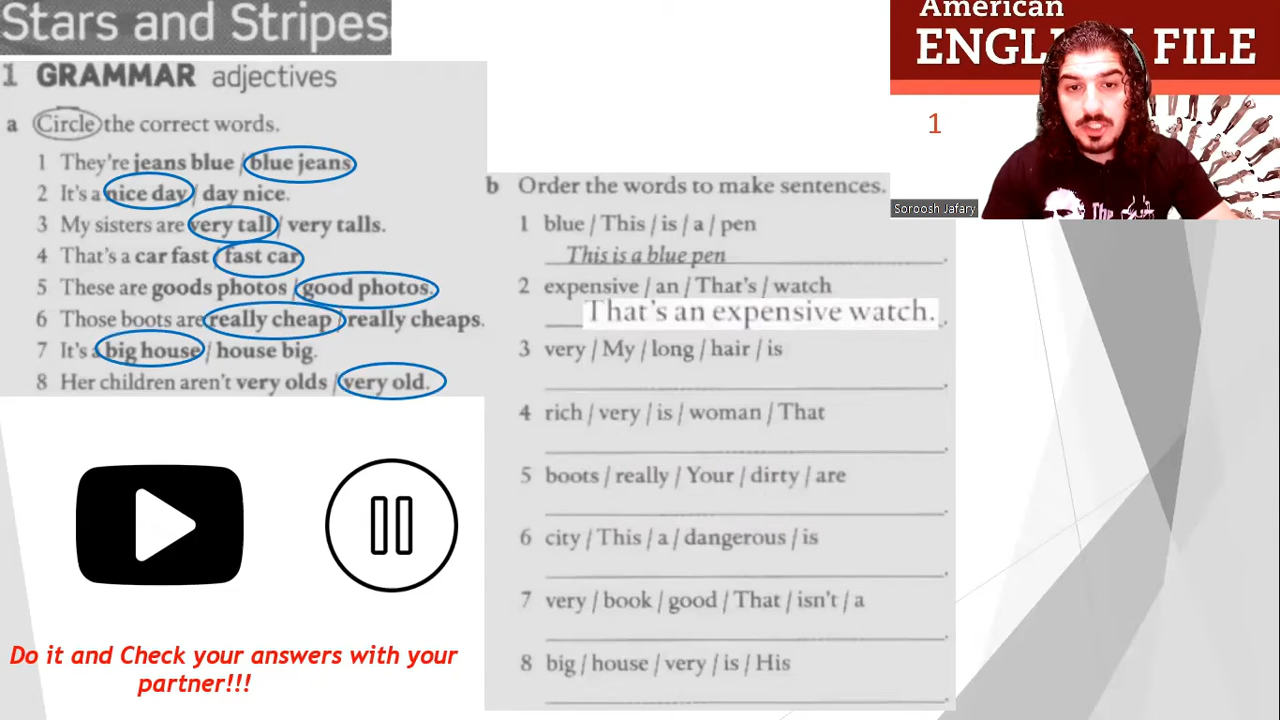 Stars and Stripes
1 GRAMMAR adjectives
a Circle the correct words.
1 They're jeans blue / blue jeans
2 It's a nice day / day nice.
3 My sisters are very tall / very talls.
4 That's a car fast / fast car
5 These are goods photos / good photos.
6 Those boots are really cheap / really cheaps.
7 It's a big house / house big.
8 Her children aren't very olds / very old.
Do it and Check your answers with your
partner!!!
b Order the words to make sentences.
1 blue / This / is / a / pen
This is a blue pen.
2 expensive / an / That's / watch
That's an expensive watch.
3 very / My / long / hair / is
4 rich / very / is / woman / That
5 boots / really / Your / dirty / are
6 city / This / a / dangerous / is
7 very / book / good / That / isn't / a
8 big / house / very / is / His
American
ENGL FILE
1
Soroosh Jafary